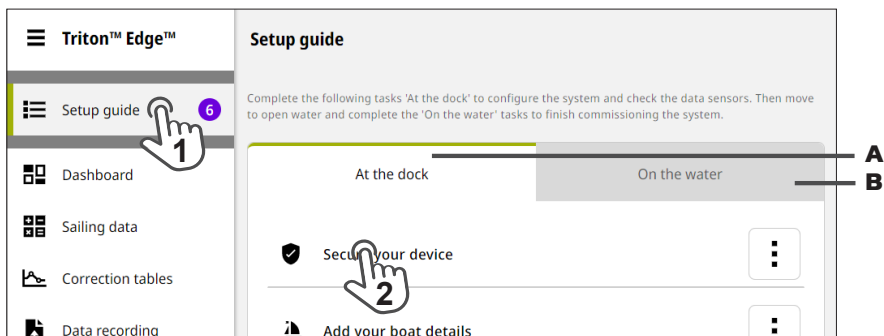 Triton™ Edge™
Setup guide
Setup guide
6
1
Complete the following tasks 'At the dock' to configure the system and check the data sensors. Then move
to open water and complete the 'On the water' tasks to finish commissioning the system.
Dashboard
At the dock
On the water
A
B
Sailing data
Secure your device
2
Correction tables
Data recording
Add your boat details